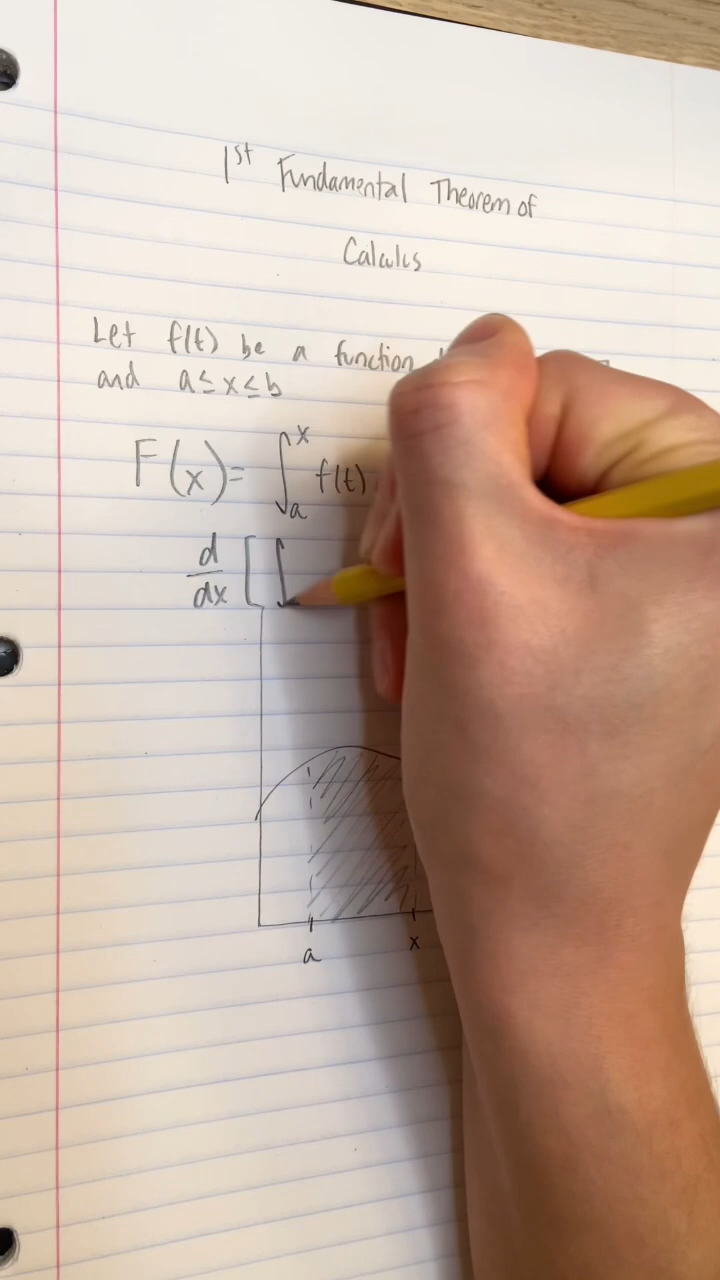 1st Fundamental Theorem of
Calculus
Let f(t) be a function
and a≤x≤b
F(x)= ∫ₐˣ f(t)
d/dx [∫
a x